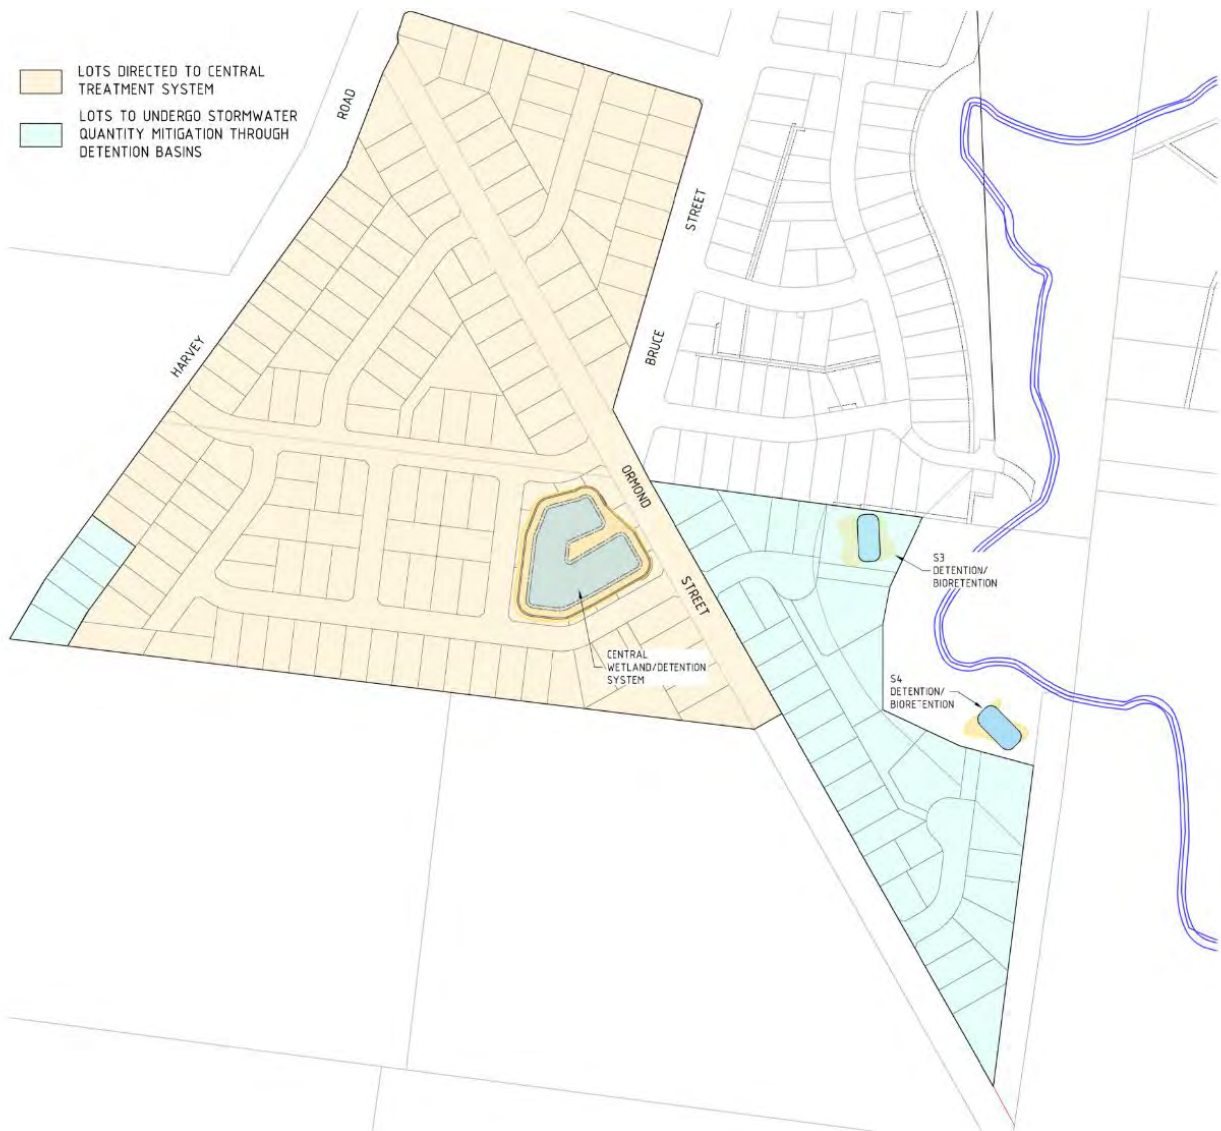 LOTS DIRECTED TO CENTRAL
TREATMENT SYSTEM
LOTS TO UNDERGO STORMWATER
QUANTITY MITIGATION THROUGH
DETENTION BASINS
ROAD
HARVEY
STREET
BRUCE
ORMOND
STREET
S3
DETENTION/
BIORETENTION
CENTRAL
WETLAND/DETENTION
SYSTEM
S4
DETENTION/
BIORETENTION